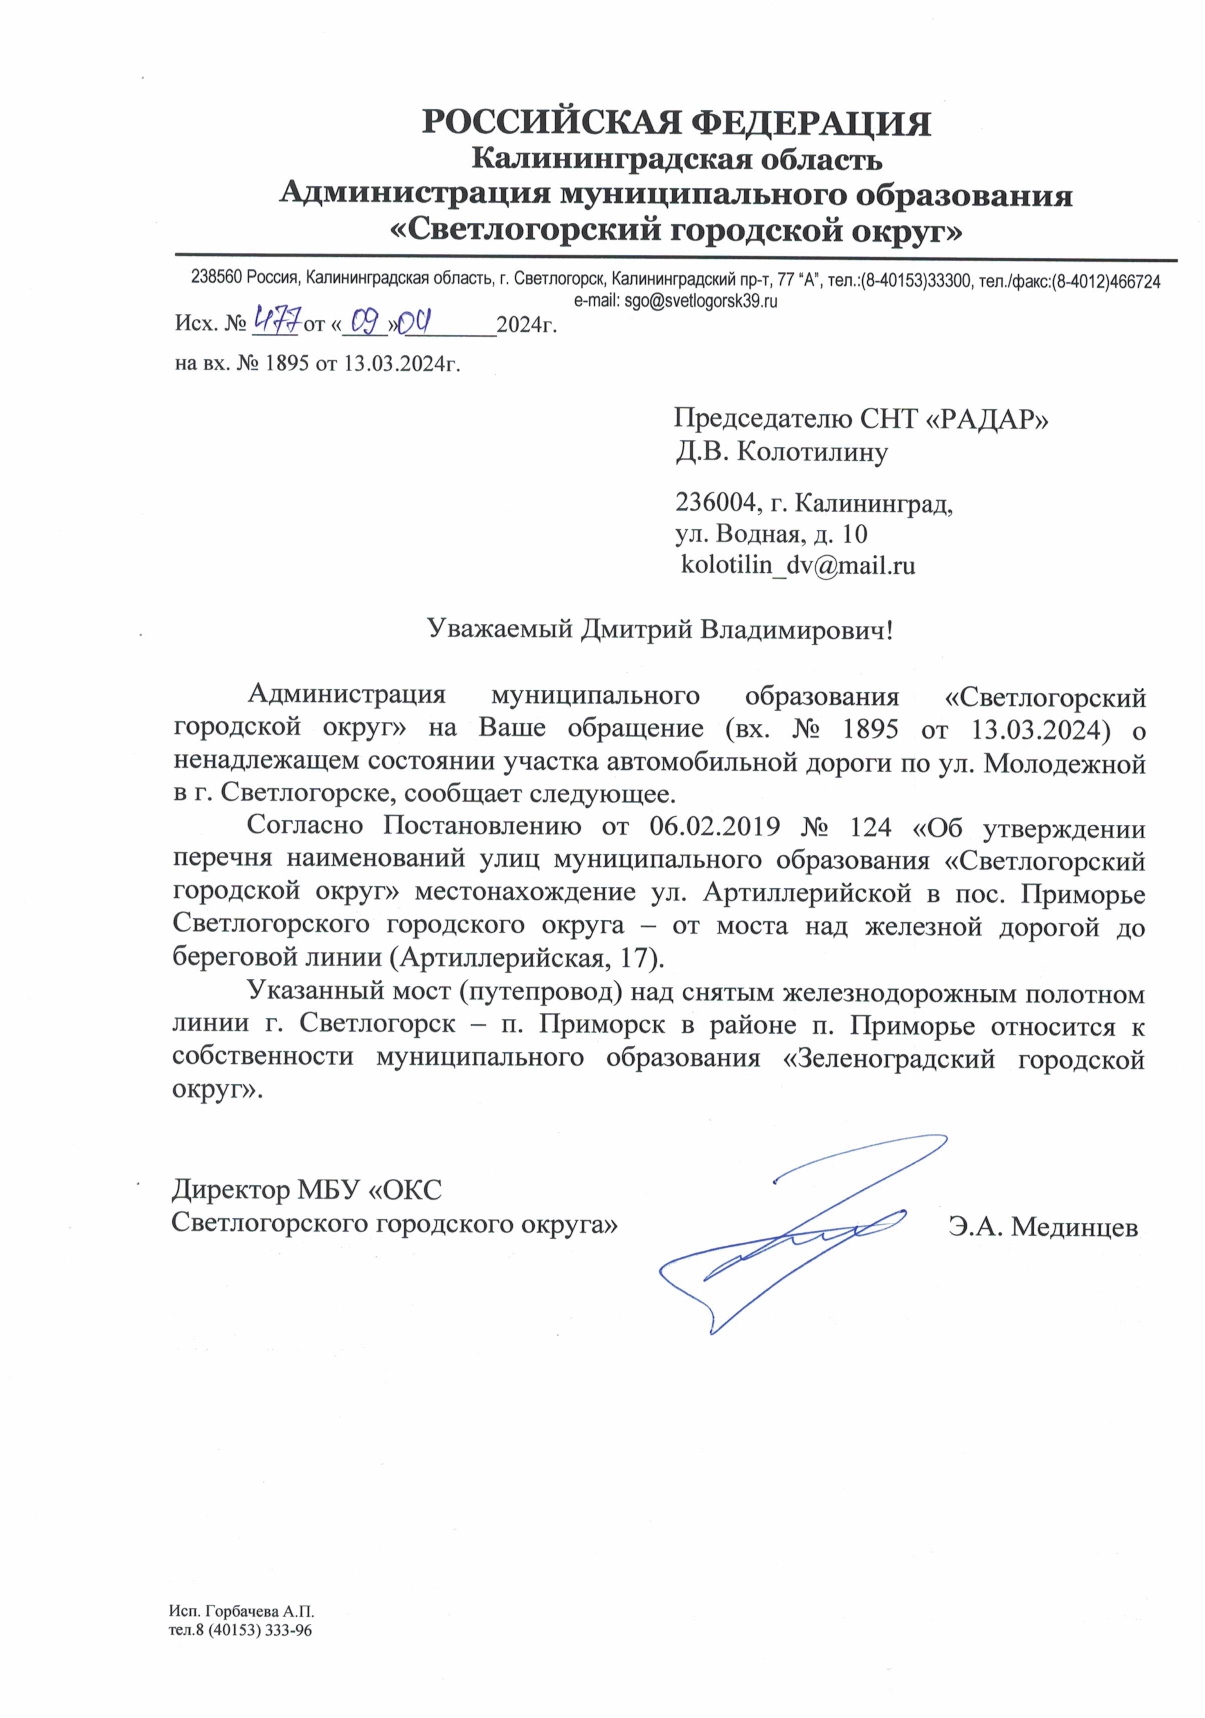 РОССИЙСКАЯ ФЕДЕРАЦИЯ
Калининградская область
Администрация муниципального образования
«Светлогорский городской округ»
238560 Россия, Калининградская область, г. Светлогорск, Калининградский пр-т, 77 “А”, тел.:(8-40153)33300, тел./факс:(8-4012)466724
e-mail: sgo@svetlogorsk39.ru
Исх. № 477 от «09» 04 2024г.
на вх. № 1895 от 13.03.2024г.
Председателю СНТ «РАДАР»
Д.В. Колотилину
236004, г. Калининград,
ул. Водная, д. 10
kolotilin_dv@mail.ru
Уважаемый Дмитрий Владимирович!
Администрация муниципального образования «Светлогорский
городской округ» на Ваше обращение (вх. № 1895 от 13.03.2024) о
ненадлежащем состоянии участка автомобильной дороги по ул. Молодежной
в г. Светлогорске, сообщает следующее.
Согласно Постановлению от 06.02.2019 № 124 «Об утверждении
перечня наименований улиц муниципального образования «Светлогорский
городской округ» местонахождение ул. Артиллерийской в пос. Приморье
Светлогорского городского округа – от моста над железной дорогой до
береговой линии (Артиллерийская, 17).
Указанный мост (путепровод) над снятым железнодорожным полотном
линии г. Светлогорск – п. Приморск в районе п. Приморье относится к
собственности муниципального образования «Зеленоградский городской
округ».
Директор МБУ «ОКС
Светлогорского городского округа»
Э.А. Мединцев
Исп. Горбачева А.П.
тел.8 (40153) 333-96